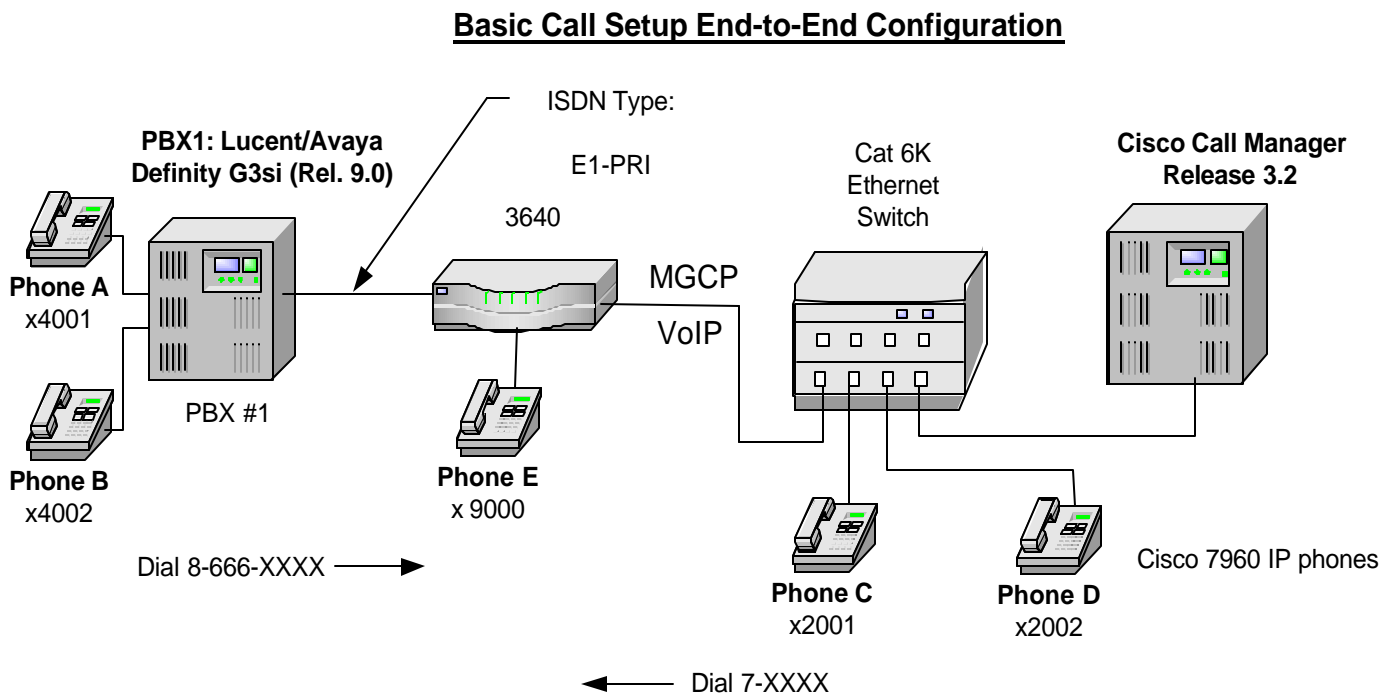 Basic Call Setup End-to-End Configuration
ISDN Type:
E1-PRI
PBX1: Lucent/Avaya
Definity G3si (Rel. 9.0)
3640
Cat 6K
Ethernet
Switch
Cisco Call Manager
Release 3.2
Phone A
x4001
MGCP
VoIP
PBX #1
Phone B
x4002
Phone E
x 9000
Dial 8-666-XXXX
Phone C
x2001
Phone D
x2002
Cisco 7960 IP phones
Dial 7-XXXX